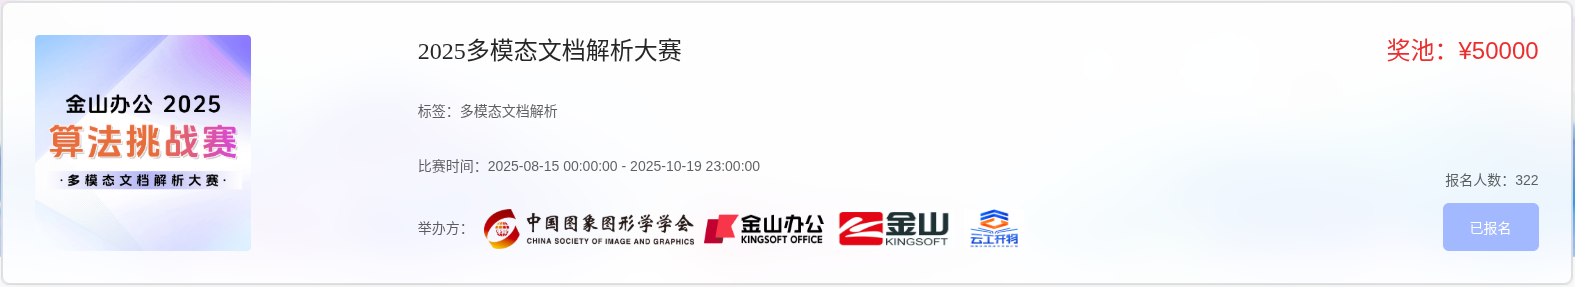 金山办公 2025
算法挑战赛
·多模态文档解析大赛·
2025多模态文档解析大赛
奖池：¥50000
标签：多模态文档解析
比赛时间：2025-08-15 00:00:00 - 2025-10-19 23:00:00
报名人数：322
举办方：
中国图象图形学学会
CHINA SOCIETY OF IMAGE AND GRAPHICS
金山办公
KINGSOFT OFFICE
金山
KINGSOFT
云工开物
已报名